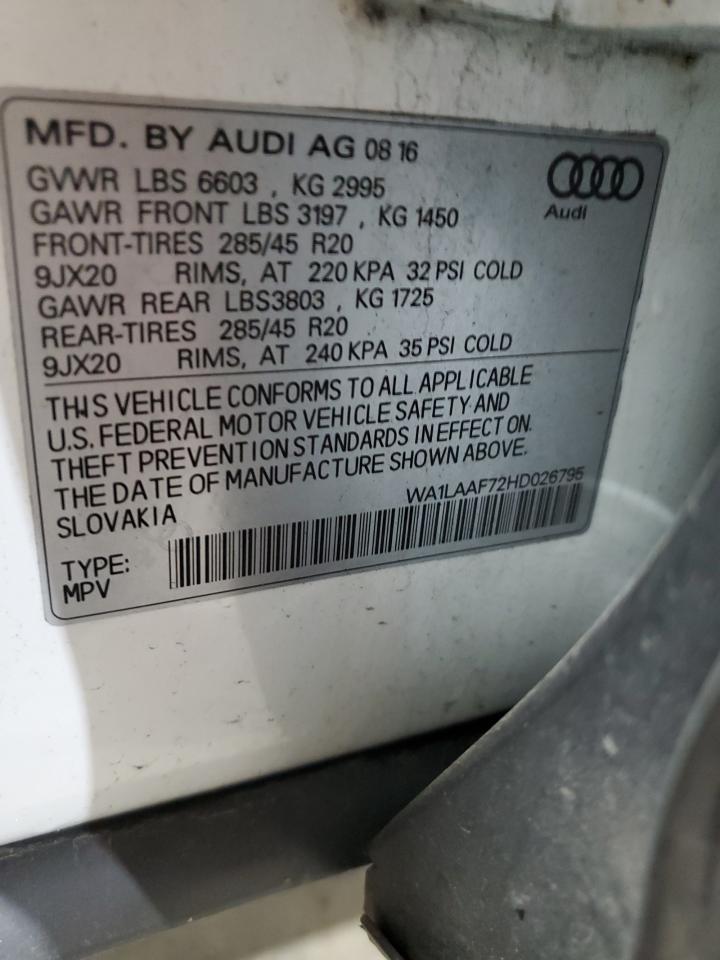 MFD. BY AUDI AG 08 16
GVWR LBS 6603 , KG 2995
Audi
GAWR FRONT LBS 3197 , KG 1450
FRONT-TIRES 285/45 R20
9JX20 RIMS, AT 220 KPA 32 PSI COLD
GAWR REAR LBS3803 , KG 1725
REAR-TIRES 285/45 R20
9JX20 RIMS, AT 240 KPA 35 PSI COLD
THIS VEHICLE CONFORMS TO ALL APPLICABLE
U.S. FEDERAL MOTOR VEHICLE SAFETY AND
THEFT PREVENTION STANDARDS IN EFFECT ON
THE DATE OF MANUFACTURE SHOWN ABOVE.
SLOVAKIA
WA1LAAF72HD026795
TYPE:
MPV